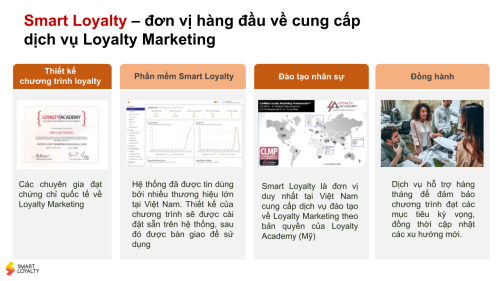 Smart Loyalty – đơn vị hàng đầu về cung cấp
dịch vụ Loyalty Marketing
Thiết kế
chương trình loyalty
Phần mềm Smart Loyalty
Đào tạo nhân sự
Đồng hành
LOYALTY ACADEMY
LOYALTY
ACADEMY
CLMP
Các chuyên gia đạt
chứng chỉ quốc tế về
Loyalty Marketing
Hệ thống đã được tin dùng
bởi nhiều thương hiệu lớn
tại Việt Nam. Thiết kế của
chương trình sẽ được cài
đặt sẵn trên hệ thống, sau
đó được bàn giao để sử
dụng
Smart Loyalty là đơn vị
duy nhất tại Việt Nam
cung cấp dịch vụ đào tạo
về Loyalty Marketing theo
bản quyền của Loyalty
Academy (Mỹ)
Dịch vụ hỗ trợ hàng
tháng để đảm bảo
chương trình đạt các
mục tiêu kỳ vọng,
đồng thời cập nhật
các xu hướng mới.
SMART
LOYALTY